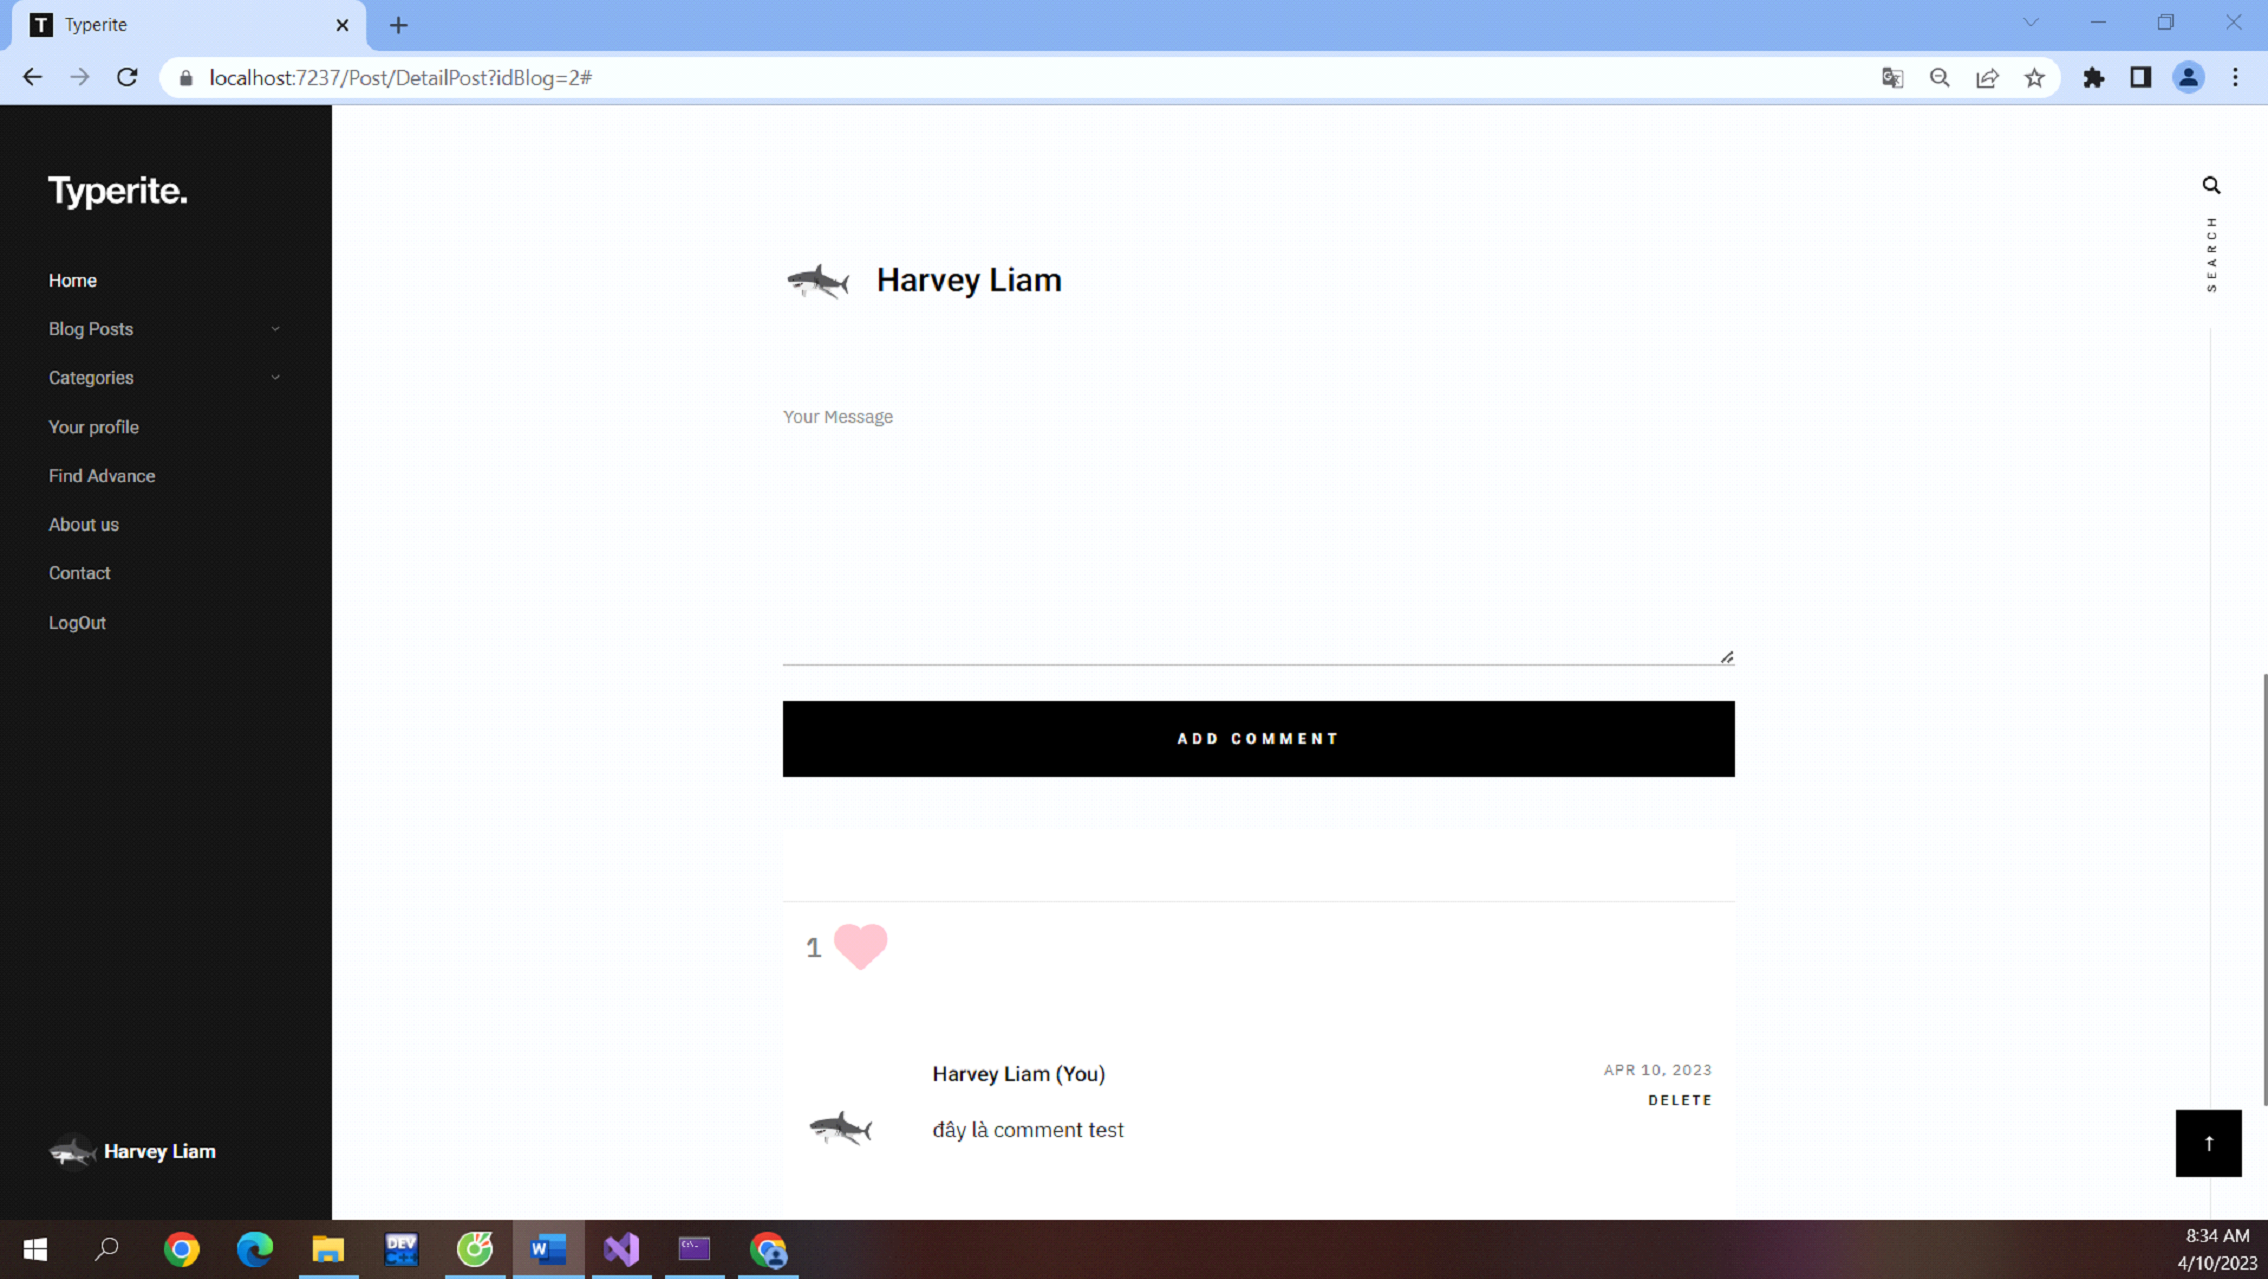 Typerite
localhost:7237/Post/DetailPost?idBlog=2#
Typerite.
Home
Blog Posts
Categories
Your profile
Find Advance
About us
Contact
LogOut
Harvey Liam
SEARCH
Harvey Liam
Your Message
ADD COMMENT
1
Harvey Liam (You)
APR 10, 2023
DELETE
đây là comment test
↑
DEV
C++
W
8:34 AM
4/10/2023